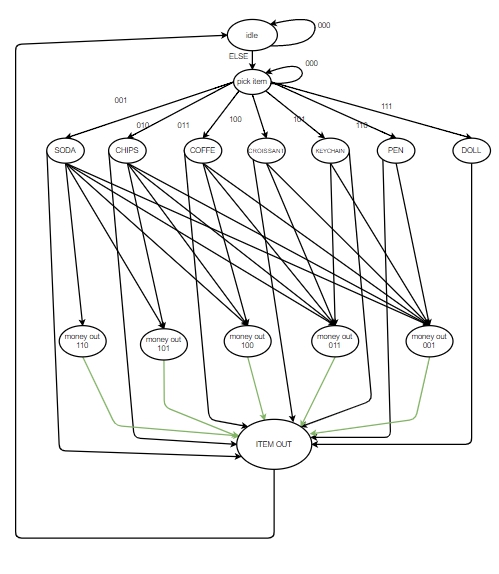 idle
000
ELSE
pick item
000
001
010
011
100
101
110
111
SODA
CHIPS
COFFE
CROISSANT
KEYCHAIN
PEN
DOLL
money out
110
money out
101
money out
100
money out
011
money out
001
ITEM OUT